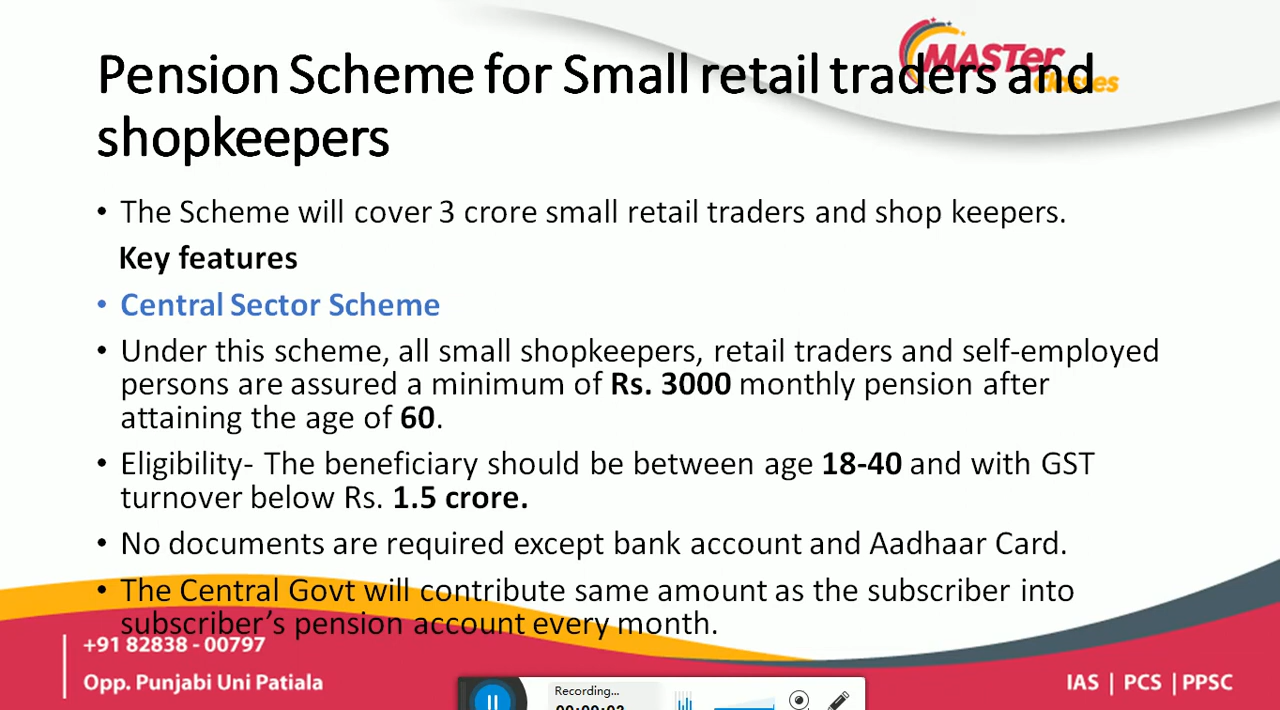 MASTer
Classes
Pension Scheme for Small retail traders and
shopkeepers
• The Scheme will cover 3 crore small retail traders and shop keepers.
Key features
• Central Sector Scheme
• Under this scheme, all small shopkeepers, retail traders and self-employed
persons are assured a minimum of Rs. 3000 monthly pension after
attaining the age of 60.
• Eligibility- The beneficiary should be between age 18-40 and with GST
turnover below Rs. 1.5 crore.
• No documents are required except bank account and Aadhaar Card.
• The Central Govt will contribute same amount as the subscriber into
subscriber's pension account every month.
+91 82838 - 00797
Opp. Punjabi Uni Patiala
IAS | PCS | PPSC
Recording...